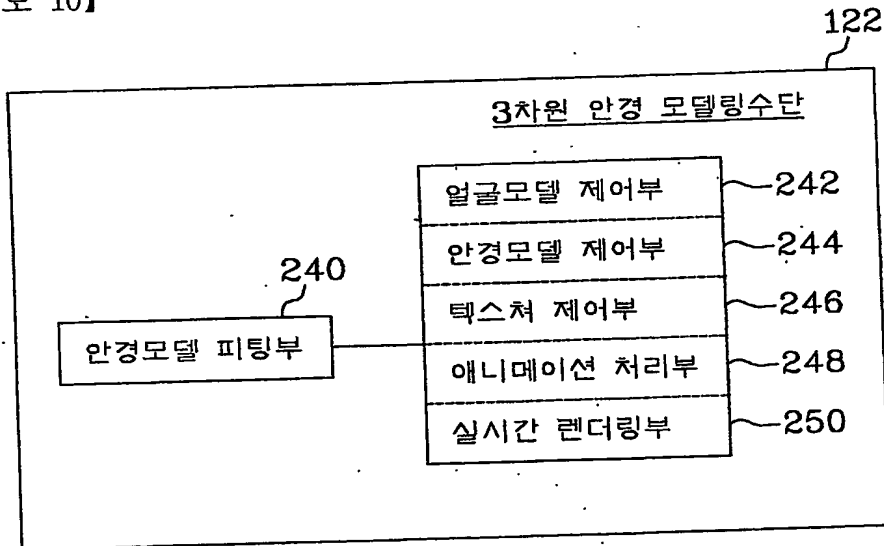 도 10】
122
3차원 안경 모델링수단
얼굴모델 제어부 242
안경모델 제어부 244
240
텍스쳐 제어부 246
안경모델 피팅부
애니메이션 처리부 248
실시간 렌더링부 250